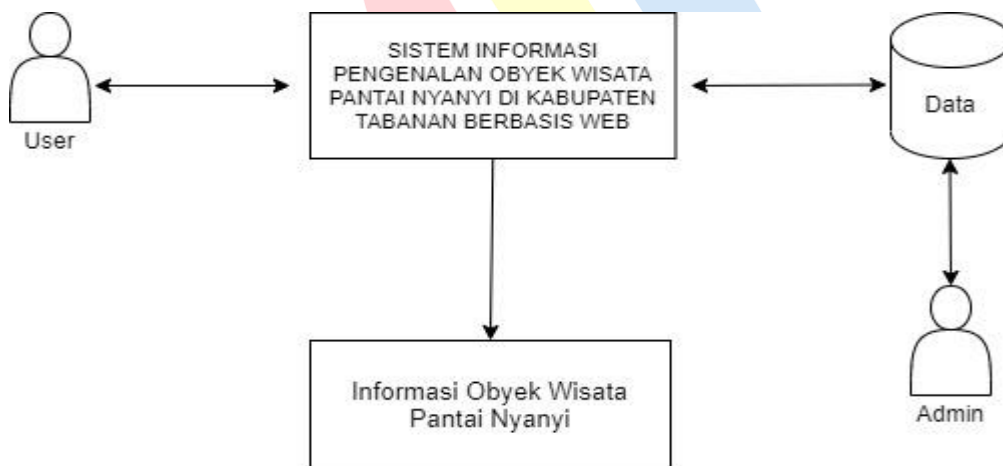 SISTEM INFORMASI
PENGENALAN OBYEK WISATA
PANTAI NYANYI DI KABUPATEN
TABANAN BERBASIS WEB
User
Data
Informasi Obyek Wisata
Pantai Nyanyi
Admin